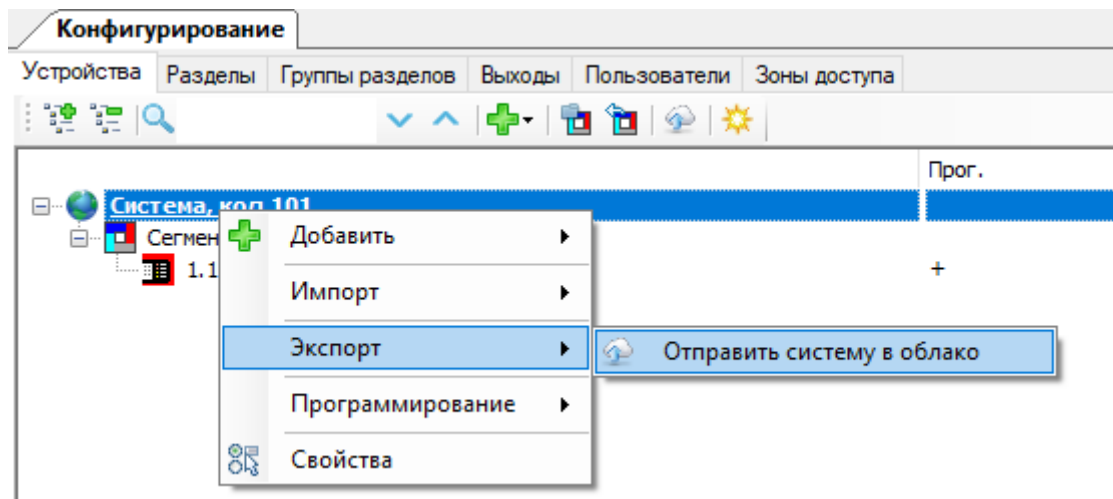 Конфигурирование
Устройства Разделы Группы разделов Выходы Пользователи Зоны доступа
Прог.
Система, код 101
Сегмен
1.1 +
Добавить
Импорт
Экспорт
Отправить систему в облако
Программирование
Свойства